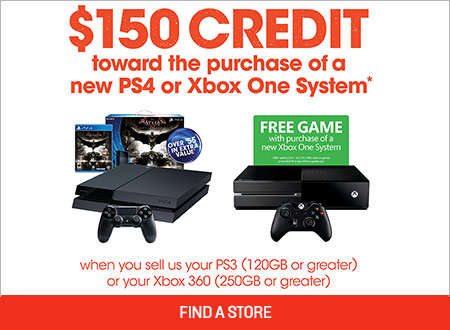 $150 CREDIT
toward the purchase of a
new PS4 or Xbox One System*
OVER $55
IN EXTRA
VALUE
FREE GAME
with purchase of a
new Xbox One System
when you sell us your PS3 (120GB or greater)
or your Xbox 360 (250GB or greater)
FIND A STORE